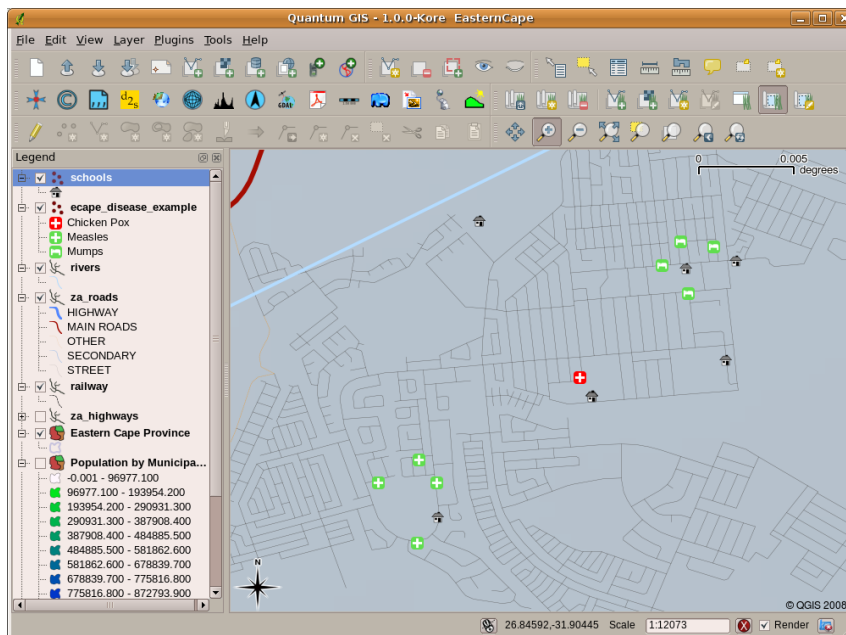 Quantum GIS - 1.0.0-Kore EasternCape
File Edit View Layer Plugins Tools Help
d2s
GDAL
Legend
schools
ecape_disease_example
Chicken Pox
Measles
Mumps
rivers
za_roads
HIGHWAY
MAIN ROADS
OTHER
SECONDARY
STREET
railway
za_highways
Eastern Cape Province
Population by Municipa...
-0.001 - 96977.100
96977.100 - 193954.200
193954.200 - 290931.300
290931.300 - 387908.400
387908.400 - 484885.500
484885.500 - 581862.600
581862.600 - 678839.700
678839.700 - 775816.800
775816.800 - 872793.900
0 0.005
degrees
N
© QGIS 2008
26.84592,-31.90445 Scale 1:12073 Render